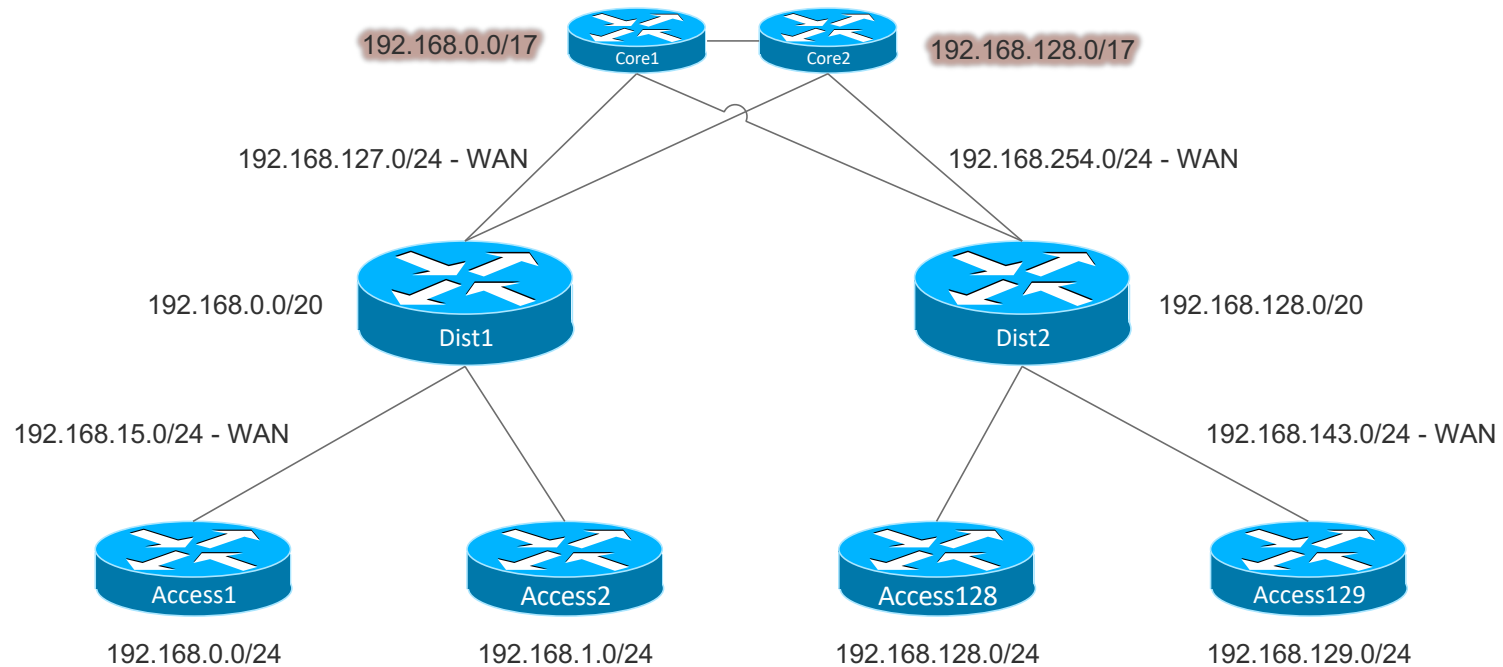 192.168.0.0/17
Core1
Core2
192.168.128.0/17
192.168.127.0/24 - WAN
192.168.254.0/24 - WAN
192.168.0.0/20
Dist1
Dist2
192.168.128.0/20
192.168.15.0/24 - WAN
192.168.143.0/24 - WAN
Access1
Access2
Access128
Access129
192.168.0.0/24
192.168.1.0/24
192.168.128.0/24
192.168.129.0/24